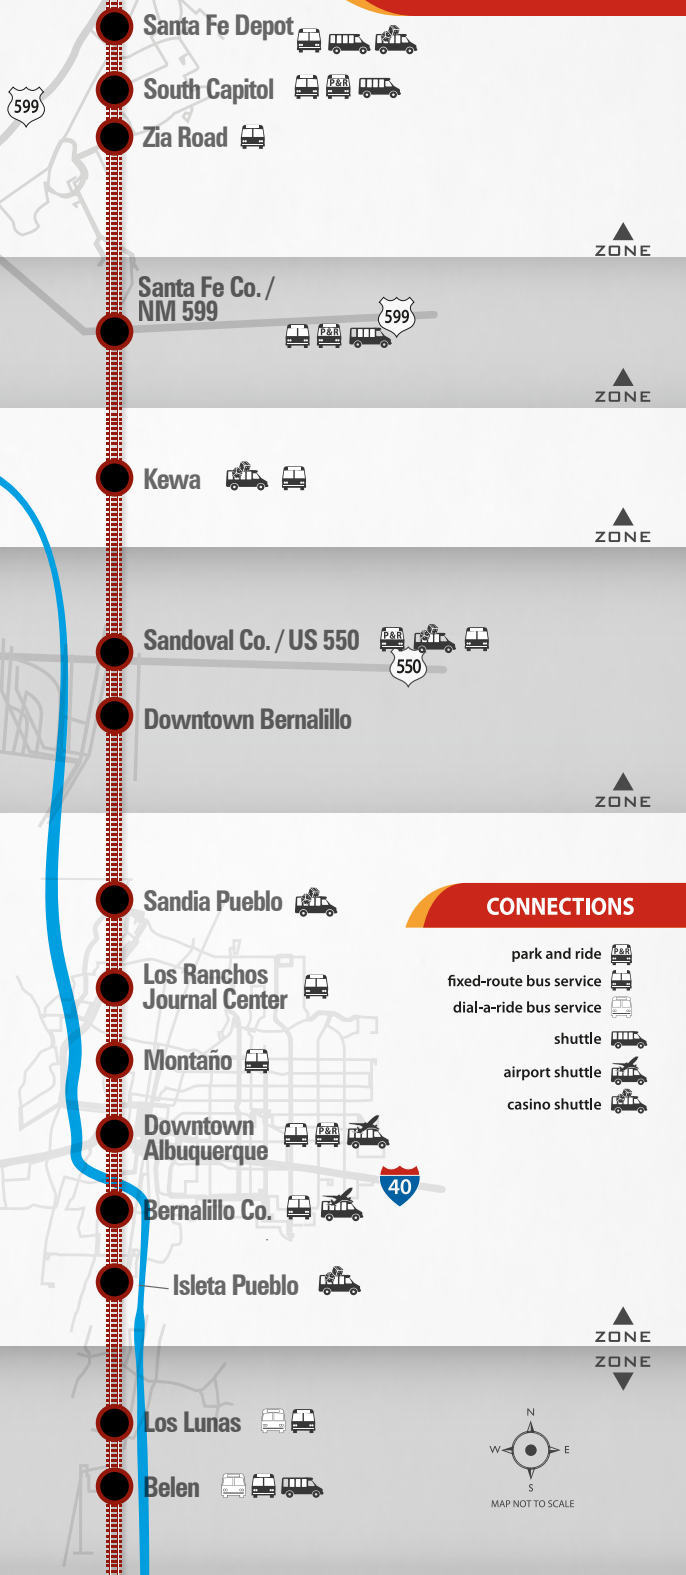 Santa Fe Depot
South Capitol
P&R
599
Zia Road
ZONE
Santa Fe Co. /
NM 599
599
P&R
ZONE
Kewa
ZONE
Sandoval Co. / US 550
P&R
550
Downtown Bernalillo
ZONE
Sandia Pueblo
CONNECTIONS
park and ride
P&R
fixed-route bus service
dial-a-ride bus service
shuttle
airport shuttle
casino shuttle
Los Ranchos
Journal Center
Montaño
Downtown
Albuquerque
P&R
40
Bernalillo Co.
Isleta Pueblo
ZONE
ZONE
Los Lunas
Belen
N
W
E
S
MAP NOT TO SCALE